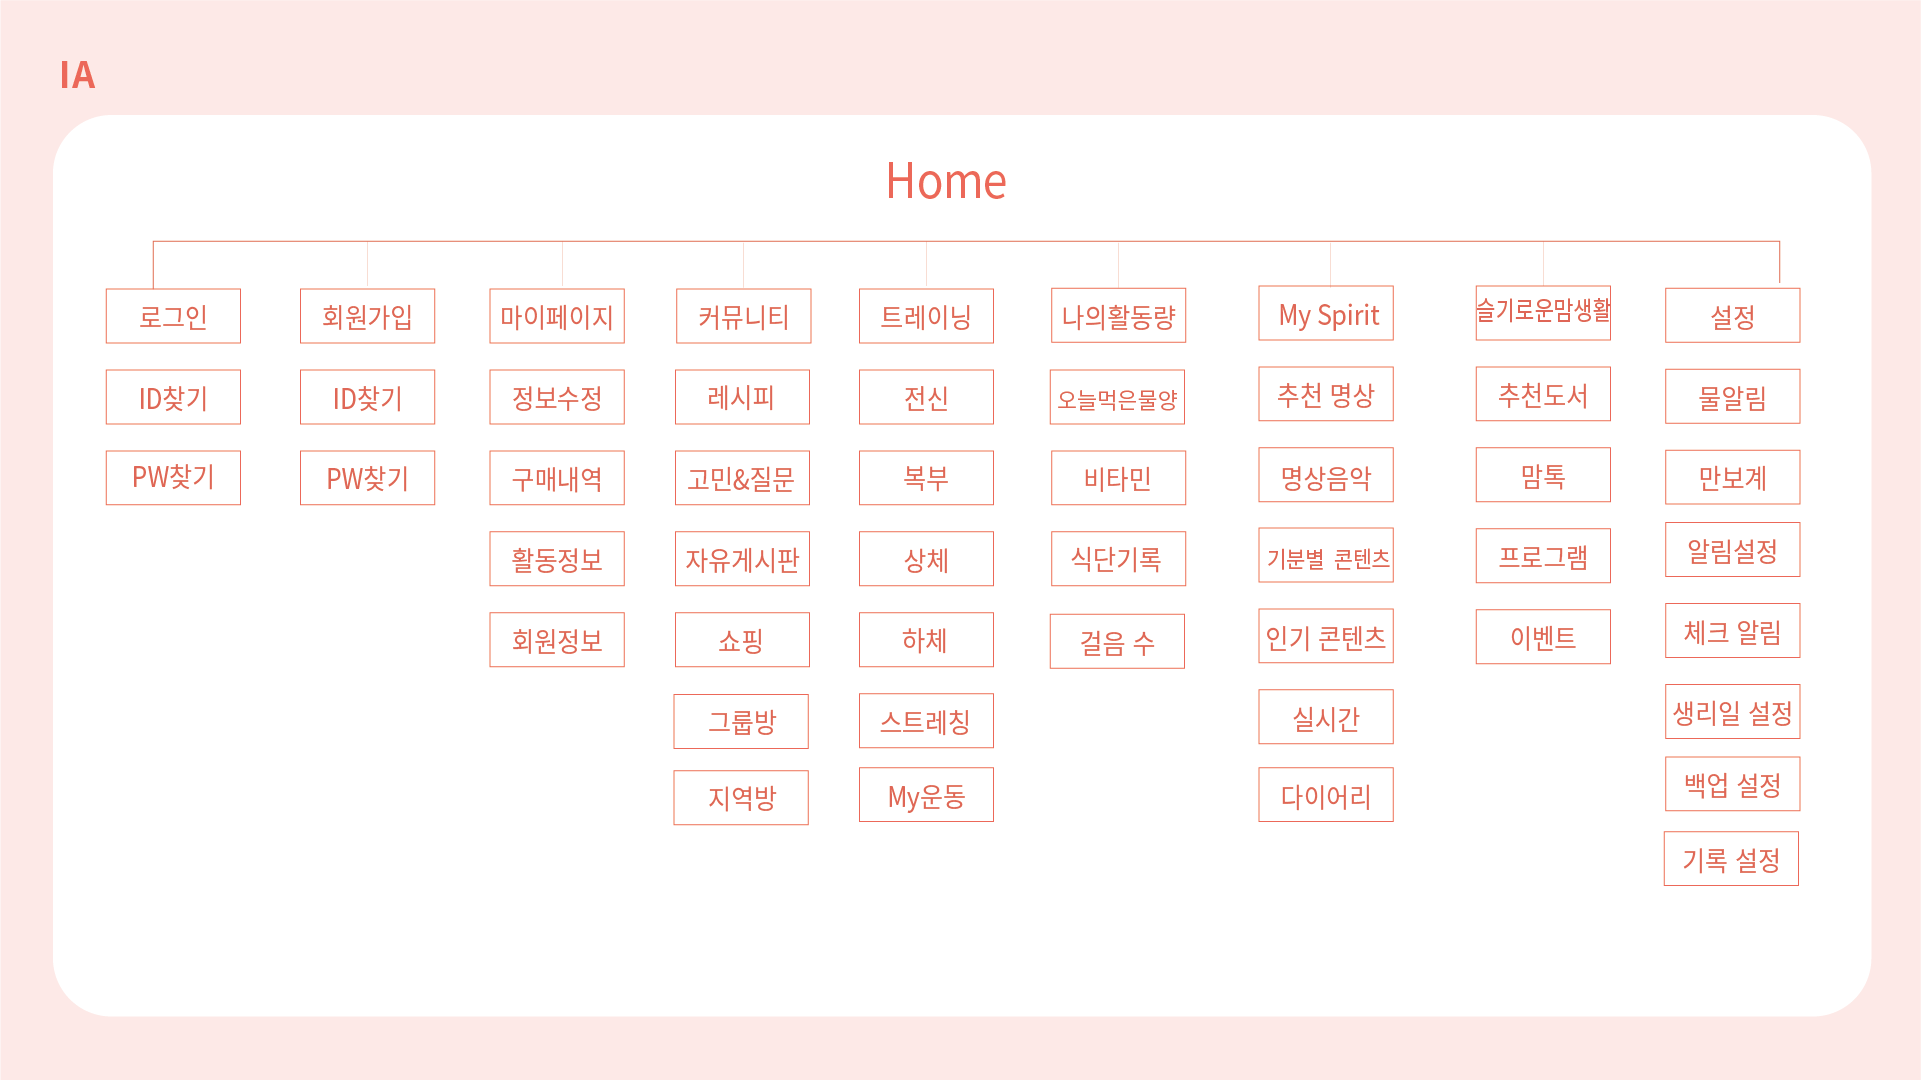 IA
Home
로그인
ID찾기
PW찾기
회원가입
ID찾기
PW찾기
마이페이지
정보수정
구매내역
활동정보
회원정보
커뮤니티
레시피
고민&질문
자유게시판
쇼핑
그룹방
지역방
트레이닝
전신
복부
상체
하체
스트레칭
My운동
나의활동량
오늘먹은물양
비타민
식단기록
걸음 수
My Spirit
추천 명상
명상음악
기분별 콘텐츠
인기 콘텐츠
실시간
다이어리
슬기로운맘생활
추천도서
맘톡
프로그램
이벤트
설정
물알림
만보계
알림설정
체크 알림
생리일 설정
백업 설정
기록 설정